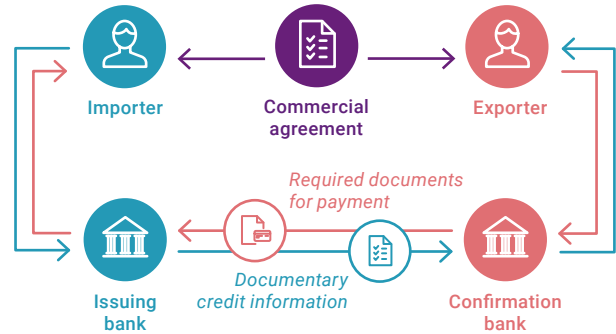 Importer
Commercial
agreement
Exporter
Required documents
for payment
Documentary
credit information
Issuing
bank
Confirmation
bank